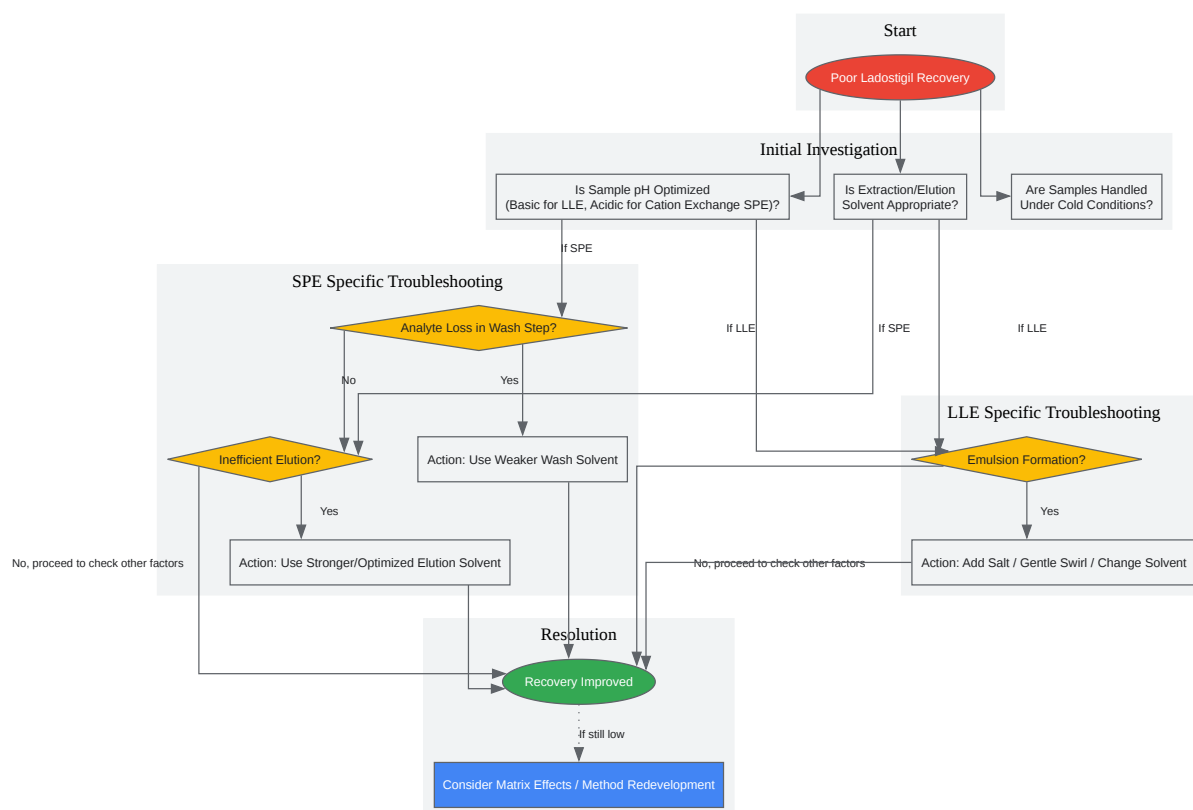 Start
Poor Ladostigil Recovery
Initial Investigation
Is Sample pH Optimized
(Basic for LLE, Acidic for Cation Exchange SPE)?
Is Extraction/Elution
Solvent Appropriate?
Are Samples Handled
Under Cold Conditions?
If SPE
SPE Specific Troubleshooting
Analyte Loss in Wash Step?
If LLE
If SPE
If LLE
No
Yes
LLE Specific Troubleshooting
Inefficient Elution?
Action: Use Weaker Wash Solvent
Emulsion Formation?
Yes
Yes
No, proceed to check other factors
Action: Use Stronger/Optimized Elution Solvent
No, proceed to check other factors
Action: Add Salt / Gentle Swirl / Change Solvent
Resolution
Recovery Improved
If still low
Consider Matrix Effects / Method Redevelopment